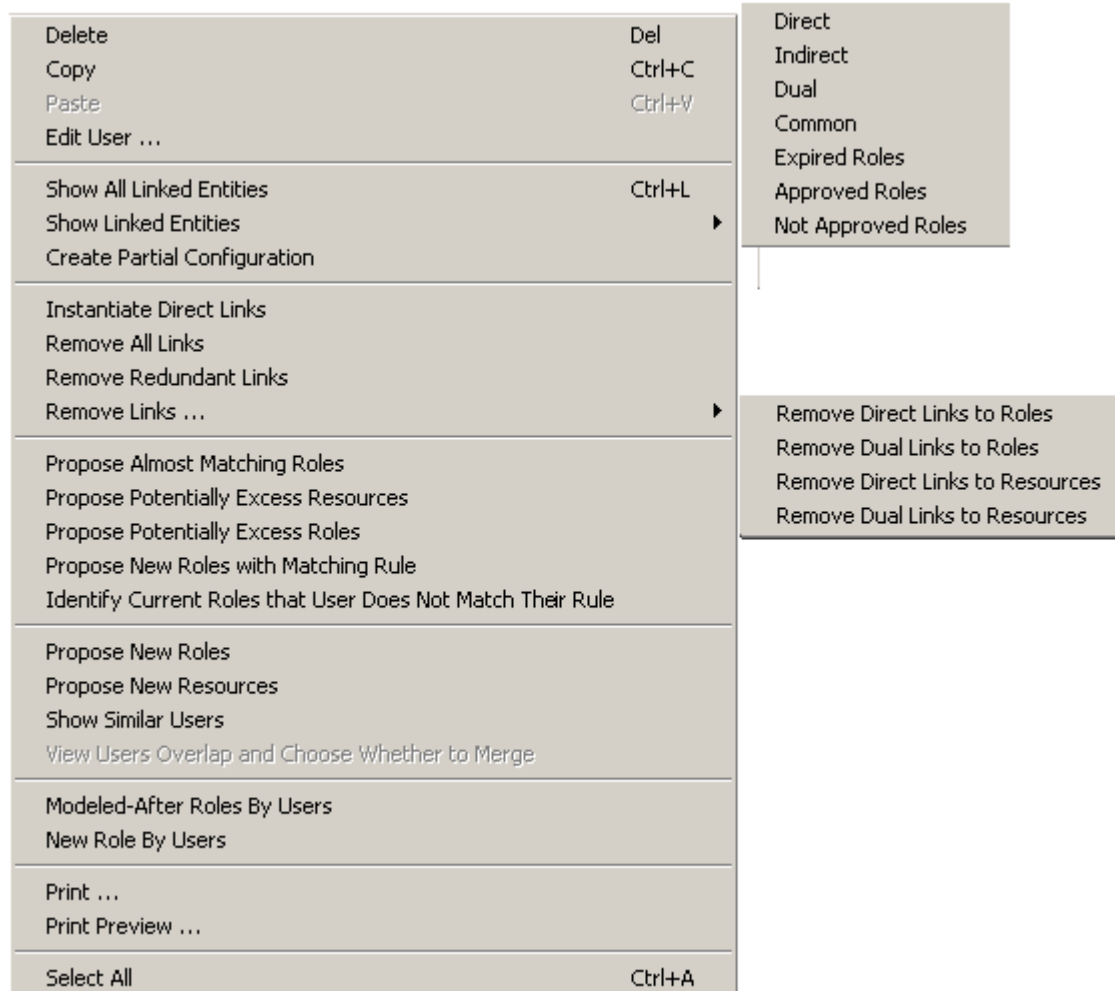 Delete Del
Copy Ctrl+C
Paste Ctrl+V
Edit User ...
Show All Linked Entities Ctrl+L
Show Linked Entities
Create Partial Configuration
Instantiate Direct Links
Remove All Links
Remove Redundant Links
Remove Links ...
Propose Almost Matching Roles
Propose Potentially Excess Resources
Propose Potentially Excess Roles
Propose New Roles with Matching Rule
Identify Current Roles that User Does Not Match Their Rule
Propose New Roles
Propose New Resources
Show Similar Users
View Users Overlap and Choose Whether to Merge
Modeled-After Roles By Users
New Role By Users
Print ...
Print Preview ...
Select All Ctrl+A
Direct
Indirect
Dual
Common
Expired Roles
Approved Roles
Not Approved Roles
Remove Direct Links to Roles
Remove Dual Links to Roles
Remove Direct Links to Resources
Remove Dual Links to Resources